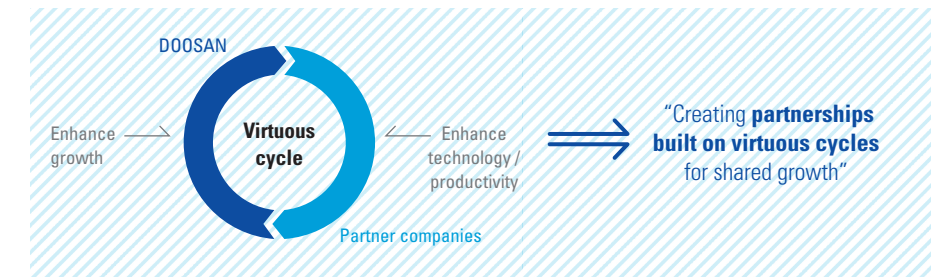 DOOSAN
Enhance
growth
Virtuous
cycle
Enhance
technology /
productivity
Partner companies
“Creating partnerships
built on virtuous cycles
for shared growth”